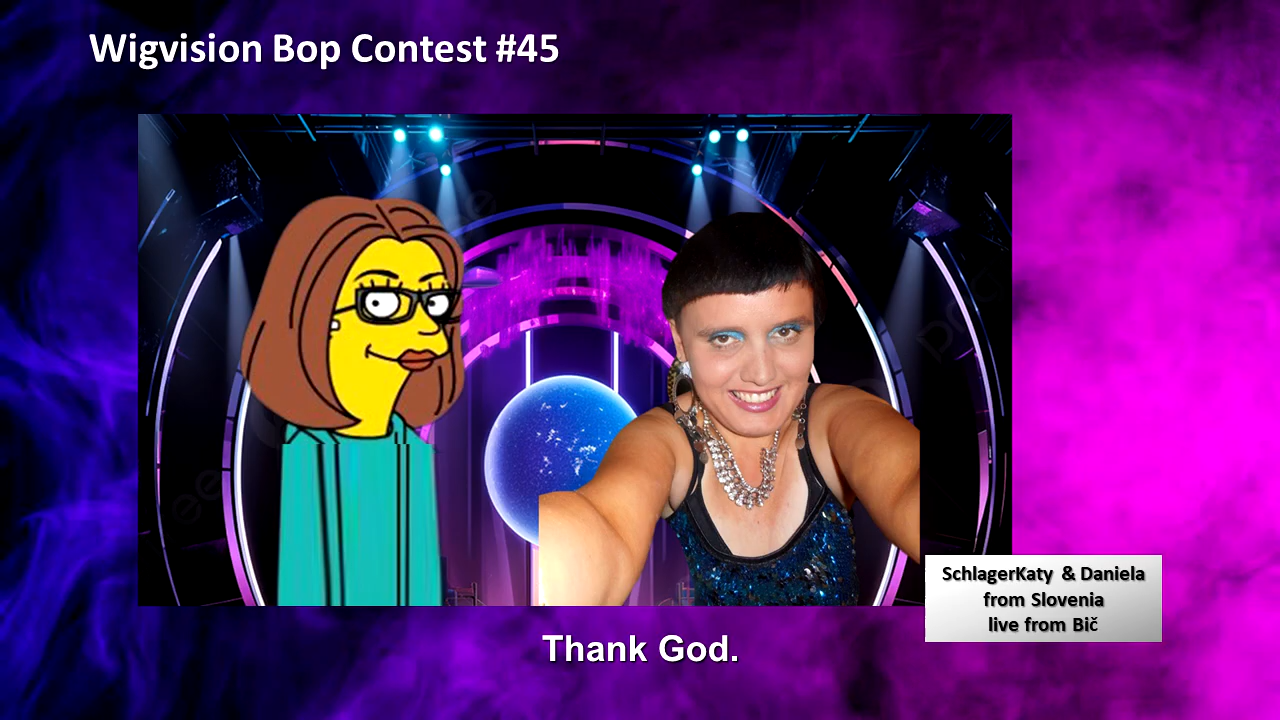 Wigvision Bop Contest #45
SchlagerKaty & Daniela
from Slovenia
live from Bič
Thank God.